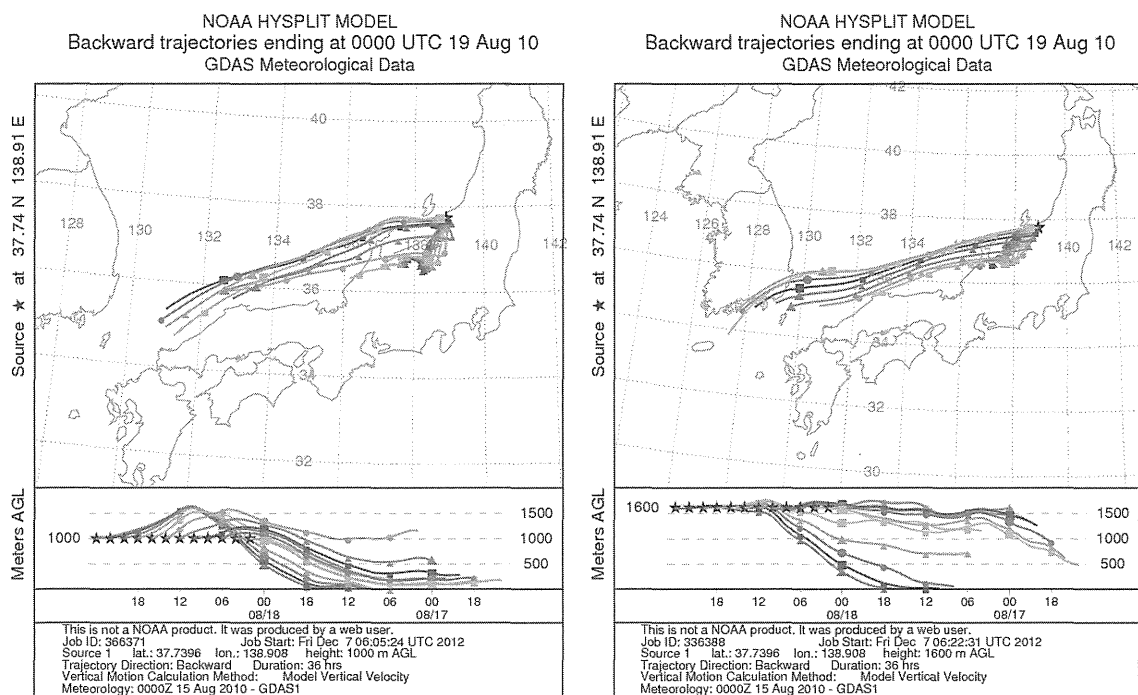 NOAA HYSPLIT MODEL
Backward trajectories ending at 0000 UTC 19 Aug 10
GDAS Meteorological Data
Source ★ at 37.74 N 138.91 E
40
38
128
130
132
134
136
138
140
142
36
34
32
Meters AGL
1000
1500
1000
500
18 12 06 00 18 12 06 00 18
08/18 08/17
This is not a NOAA product. It was produced by a web user.
Job ID: 366371 Job Start: Fri Dec 7 06:05:24 UTC 2012
Source 1 lat.: 37.7396 lon.: 138.908 height: 1000 m AGL
Trajectory Direction: Backward Duration: 36 hrs
Vertical Motion Calculation Method: Model Vertical Velocity
Meteorology: 0000Z 15 Aug 2010 - GDAS1
NOAA HYSPLIT MODEL
Backward trajectories ending at 0000 UTC 19 Aug 10
GDAS Meteorological Data
Source ★ at 37.74 N 138.91 E
42
40
38
124
126
128
130
132
134
140
142
34
32
30
Meters AGL
1600
1500
1000
500
18 12 06 00 18 12 06 00 18
08/18 08/17
This is not a NOAA product. It was produced by a web user.
Job ID: 336388 Job Start: Fri Dec 7 06:22:31 UTC 2012
Source 1 lat.: 37.7396 lon.: 138.908 height: 1600 m AGL
Trajectory Direction: Backward Duration: 36 hrs
Vertical Motion Calculation Method: Model Vertical Velocity
Meteorology: 0000Z 15 Aug 2010 - GDAS1